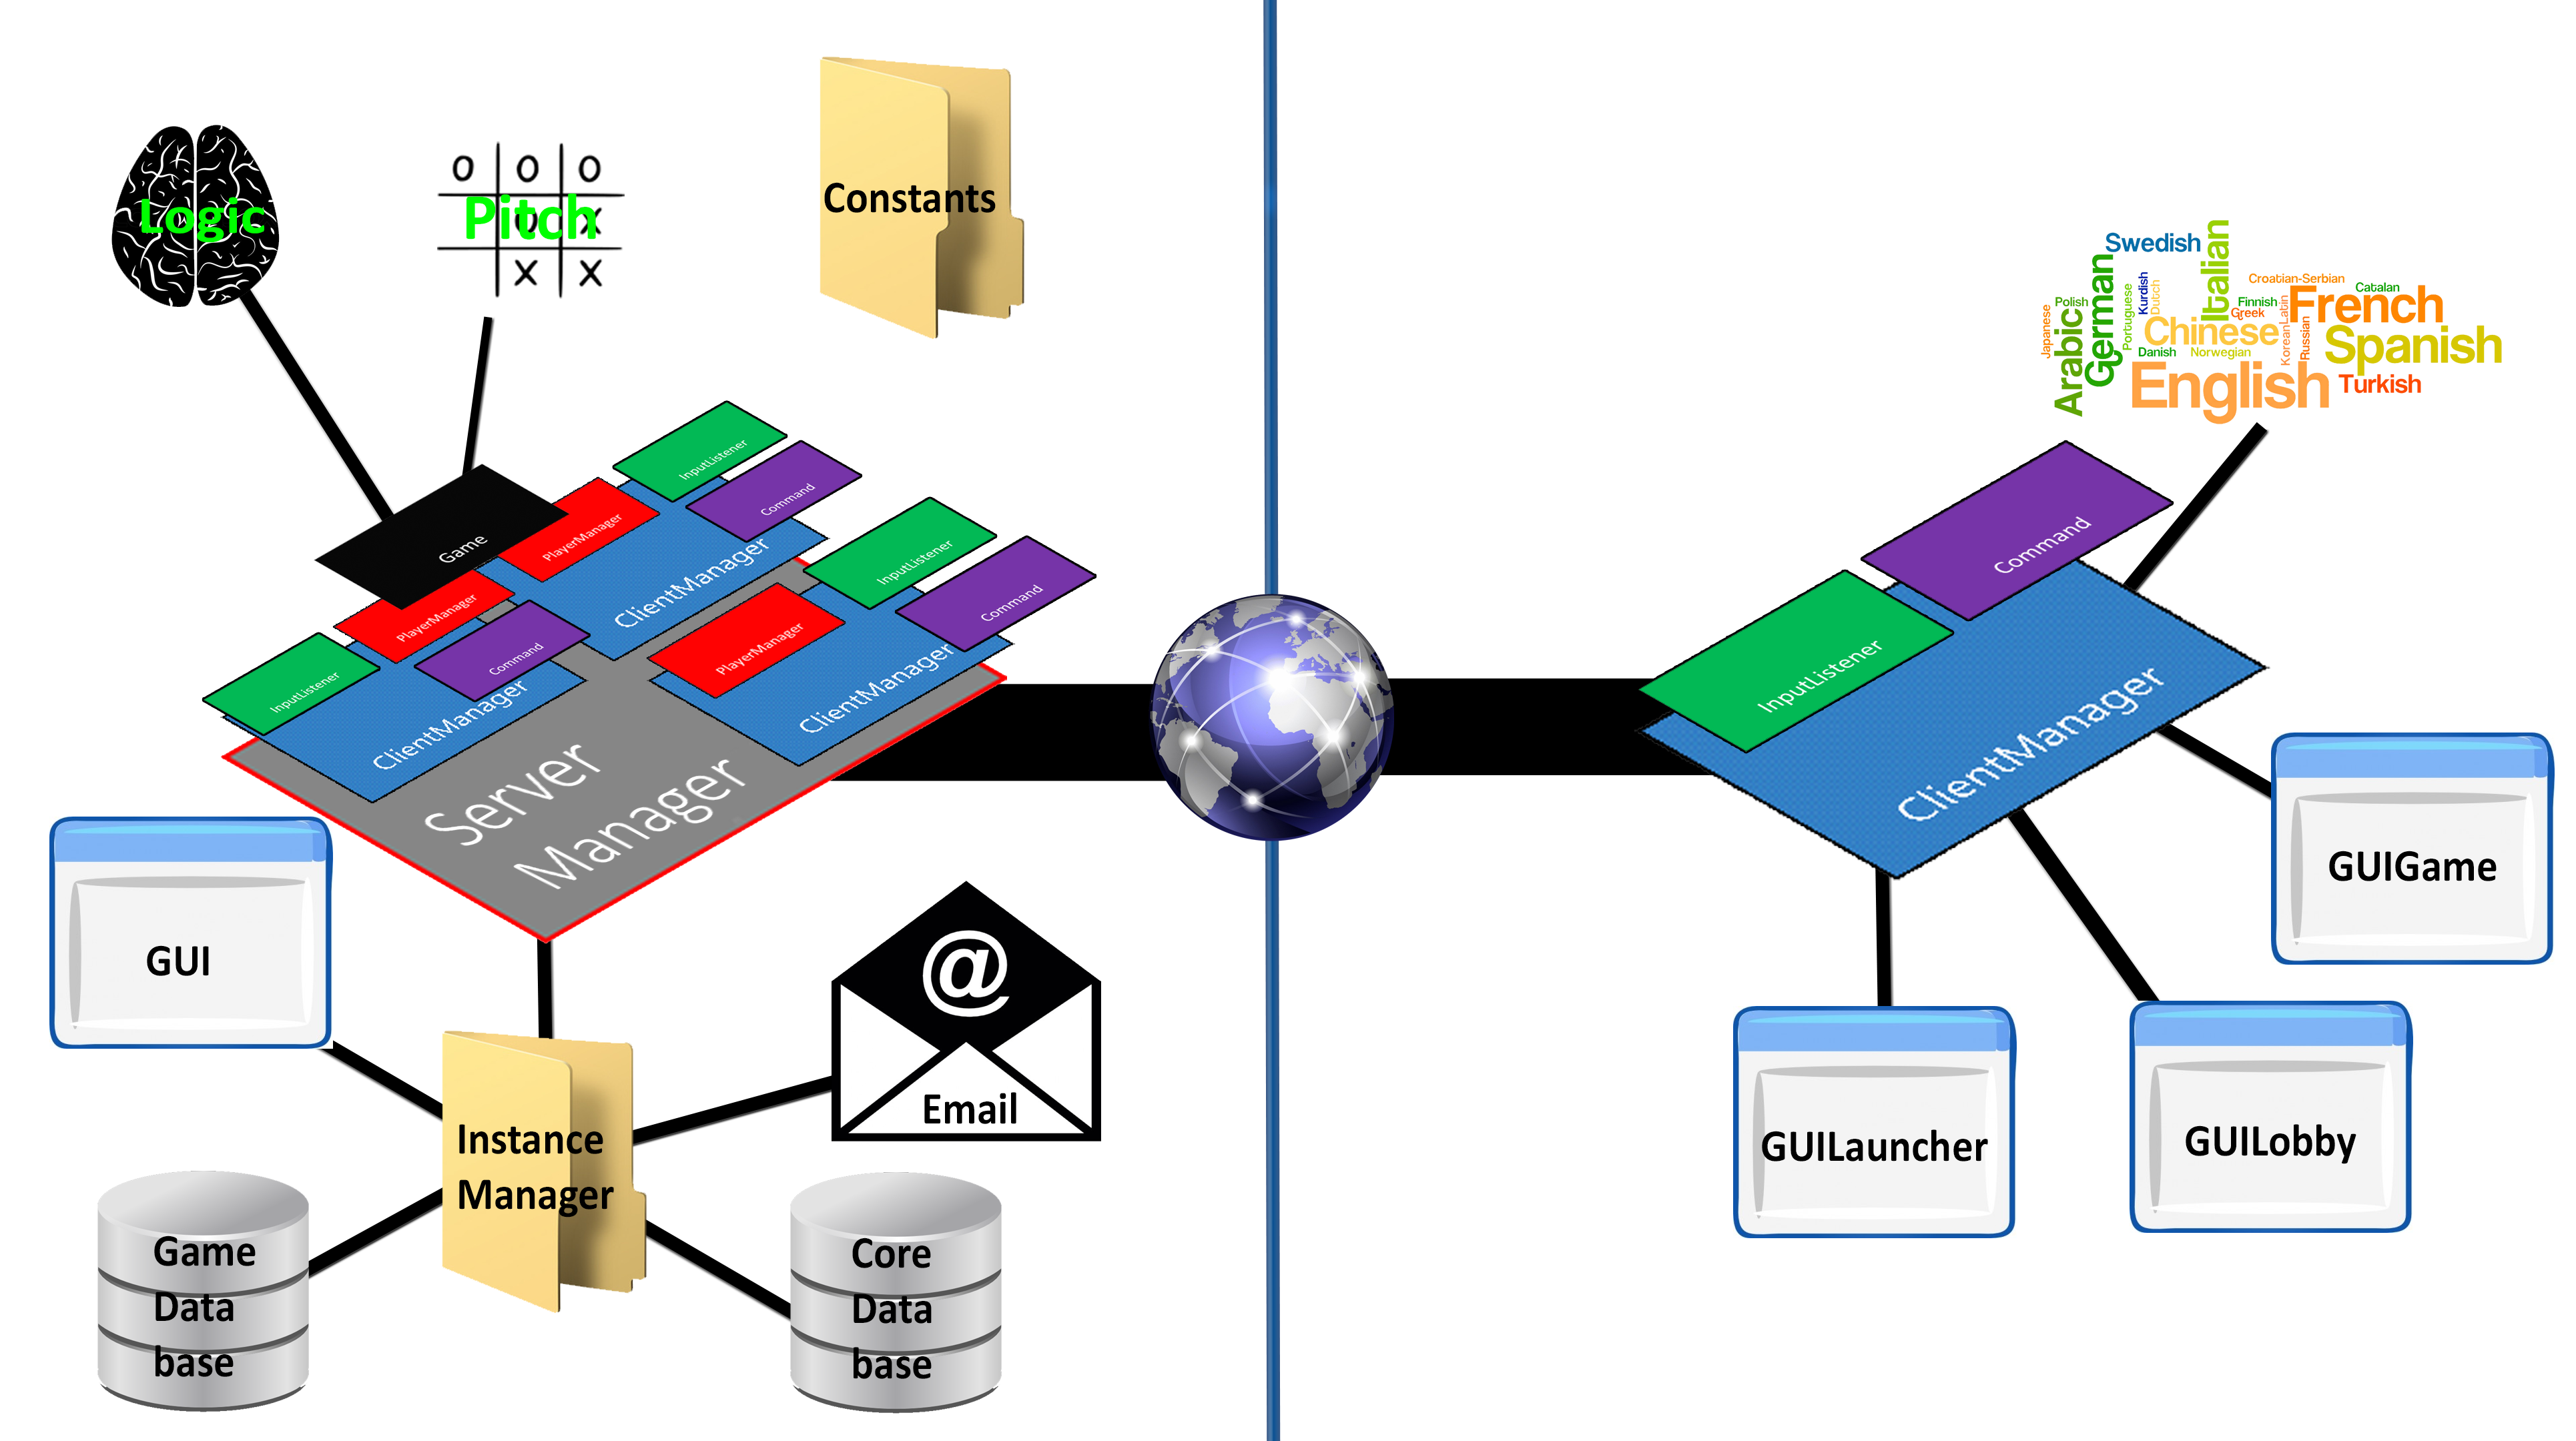 Logic
O O O
Pitch
X
X X
Constants
InputListener
Command
PlayerManager
ClientManager
Game
InputListener
Command
PlayerManager
ClientManager
PlayerManager
InputListener
Command
ClientManager
Server
Manager
GUI
Instance
Manager
@
Email
Game
Data
base
Core
Data
base
Swedish
Italian
German
Kurdish
Dutch
Croatian-Serbian
Catalan
Polish
Portuguese
Finnish
Latin
French
Greek
Japanese
Arabic
Chinese
Korean
Russian
Spanish
Danish
Norwegian
English
Turkish
Command
InputListener
ClientManager
GUIGame
GUILauncher
GUILobby